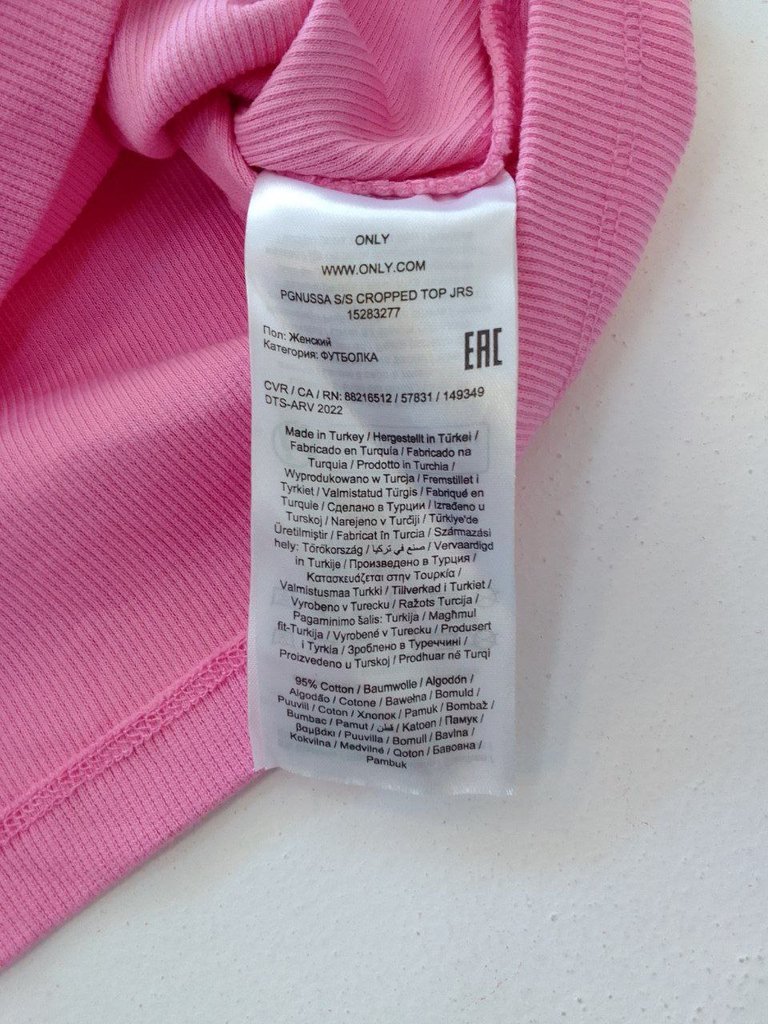 ONLY
WWW.ONLY.COM
PGNUSSA S/S CROPPED TOP JRS
15283277
Пол: Женский
Категория: ФУТБОЛКА
EAC
CVR / CA / RN: 88216512 / 57831 / 149349
DTS-ARV 2022
Made in Turkey / Hergestellt in Türkei /
Fabricado en Turquía / Fabricado na
Turquia / Prodotto in Turchia /
Wyprodukowano w Turcja / Fremstillet i
Tyrkiet / Valmistatud Türgis / Fabriqué en
Turquie / Сделано в Турции / Izrađeno u
Turskoj / Narejeno v Turčiji / Türkiye'de
Üretilmiştir / Fabricat în Turcia / Származási
hely: Törökország / صنع في تركيا / Vervaardigd
in Turkije / Произведено в Турция /
Κατασκευάζεται στην Τουρκία /
Valmistusmaa Turkki / Tillverkad i Turkiet /
Vyrobeno v Turecku / Ražots Turcija /
Pagaminimo šalis: Turkija / Magħmul
fit-Turkija / Vyrobené v Turecku / Produsert
i Tyrkia / Зроблено в Туреччині /
Proizvedeno u Turskoj / Prodhuar në Turqi
95% Cotton / Baumwolle / Algodón /
Algodão / Cotone / Bawełna / Bomuld /
Puuvill / Coton / Хлопок / Pamuk / Bombaž /
Bumbac / Pamut / قطن / Katoen / Памук /
Βαμβάκι / Puuvilla / Bomull / Bavlna /
Kokvilna / Medvilnė / Qoton / Бавовна /
Pambuk